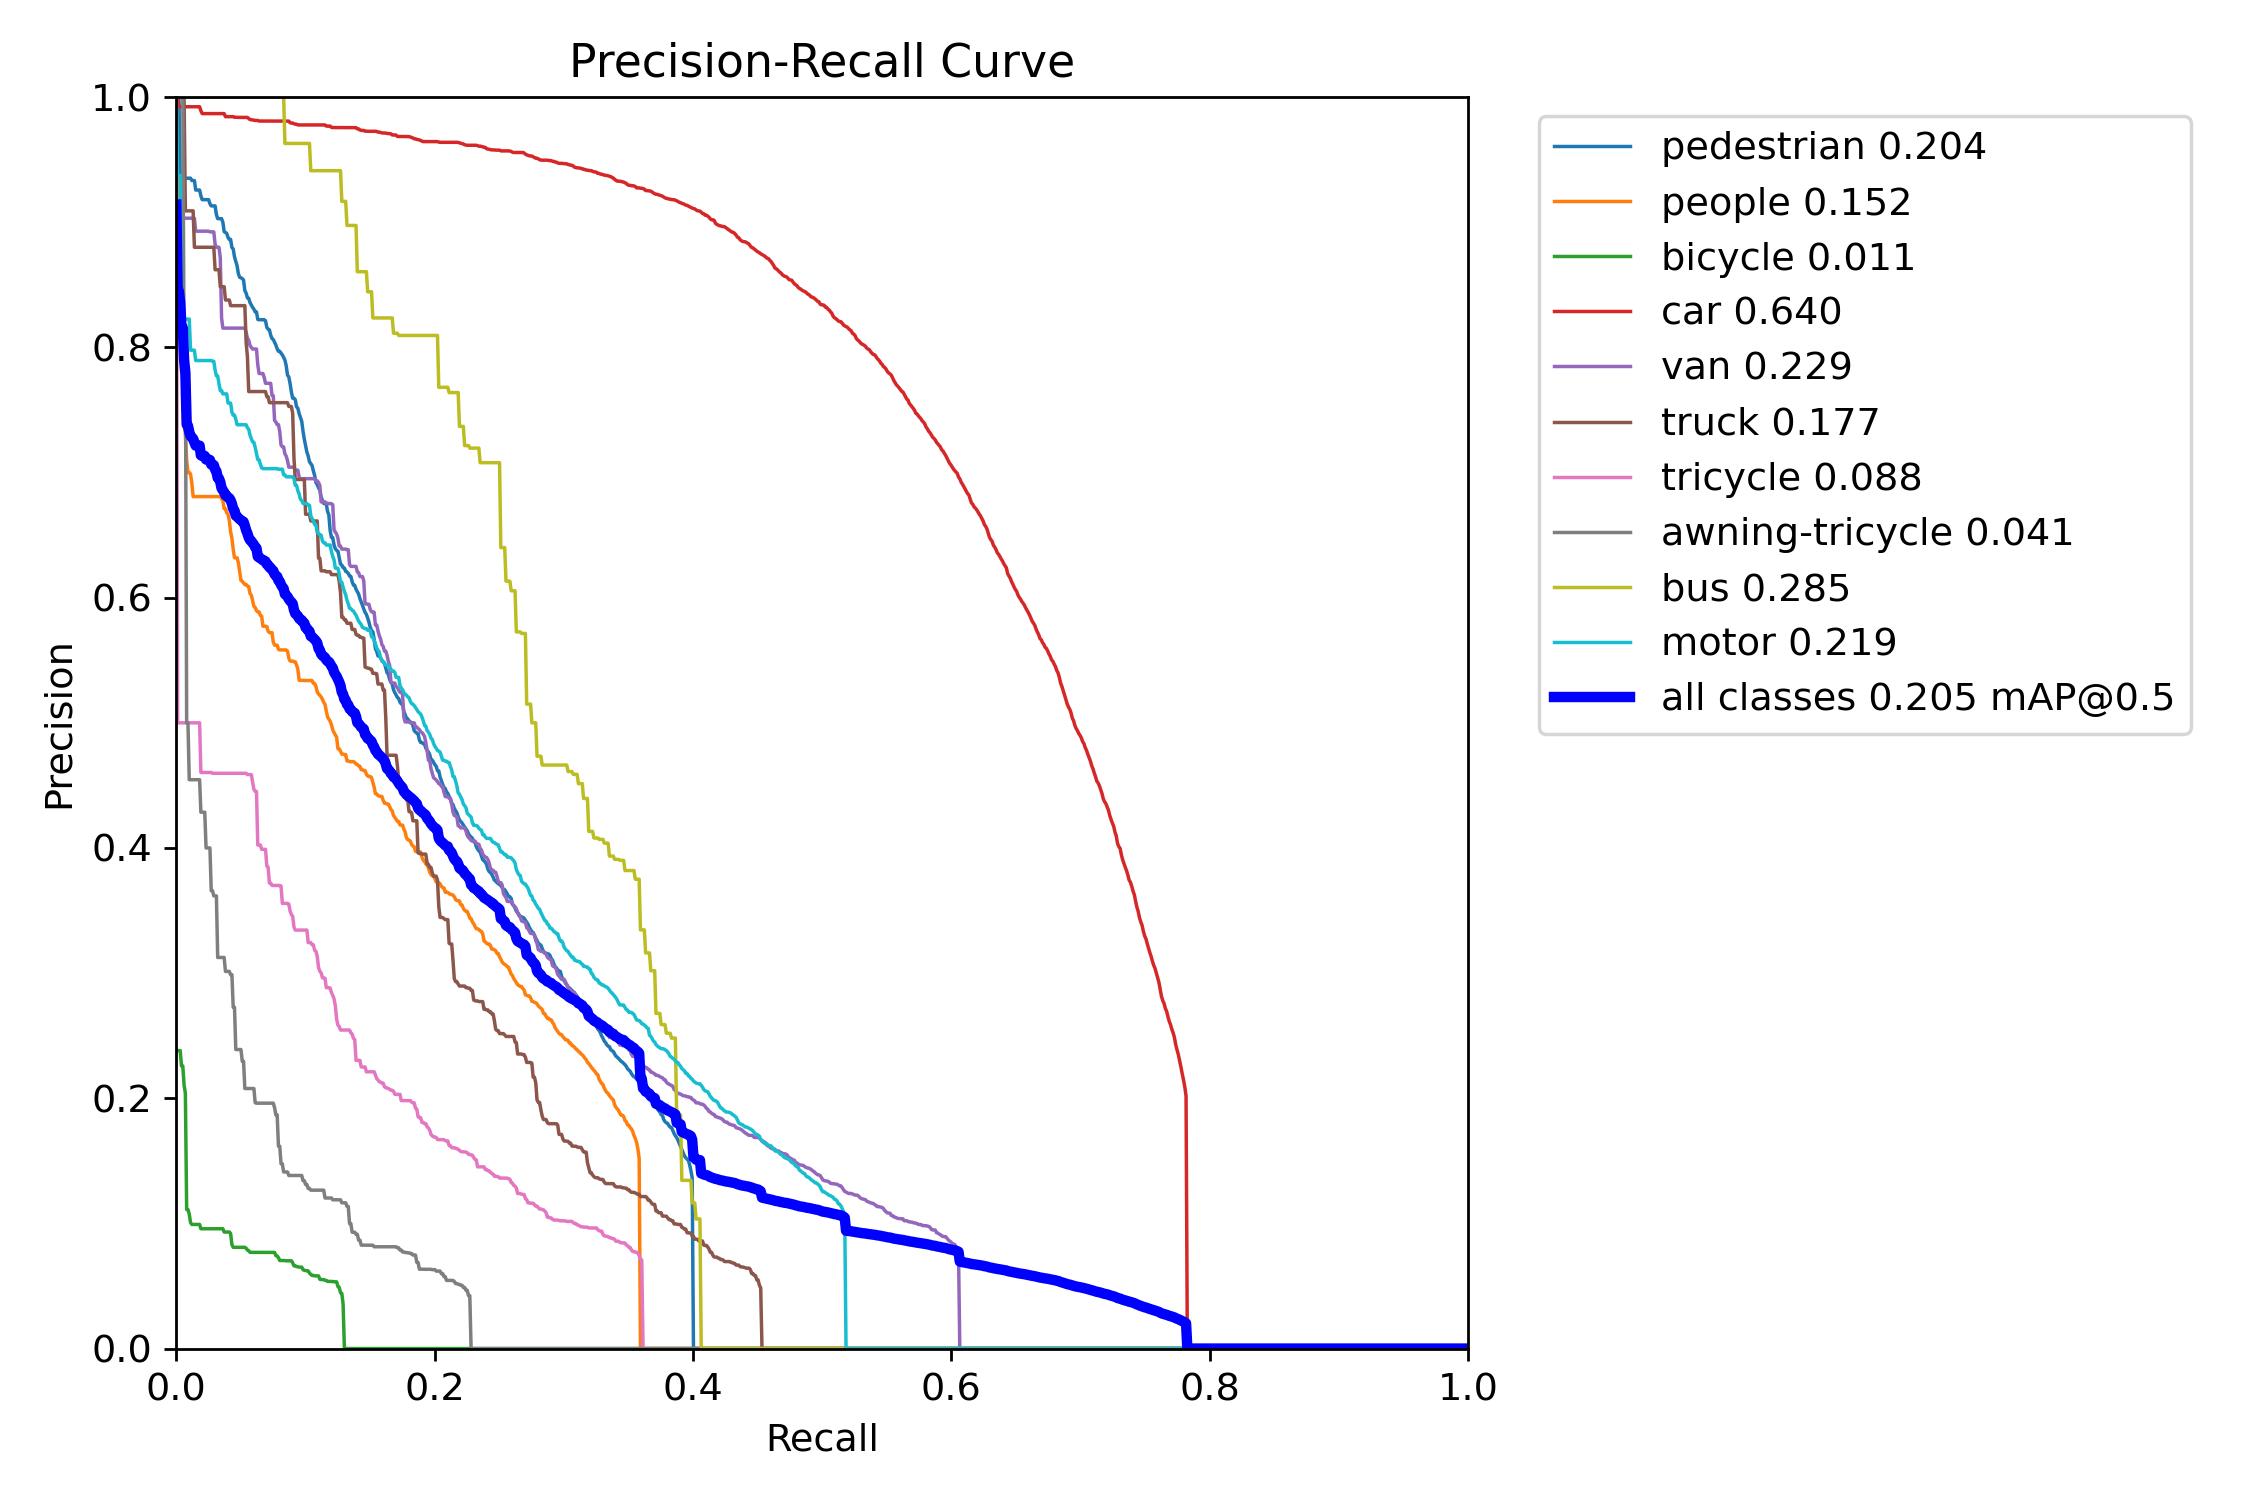 Precision-Recall Curve
1.0
0.8
0.6
0.4
0.2
0.0
Precision
0.0 0.2 0.4 0.6 0.8 1.0
Recall
pedestrian 0.204
people 0.152
bicycle 0.011
car 0.640
van 0.229
truck 0.177
tricycle 0.088
awning-tricycle 0.041
bus 0.285
motor 0.219
all classes 0.205 mAP@0.5